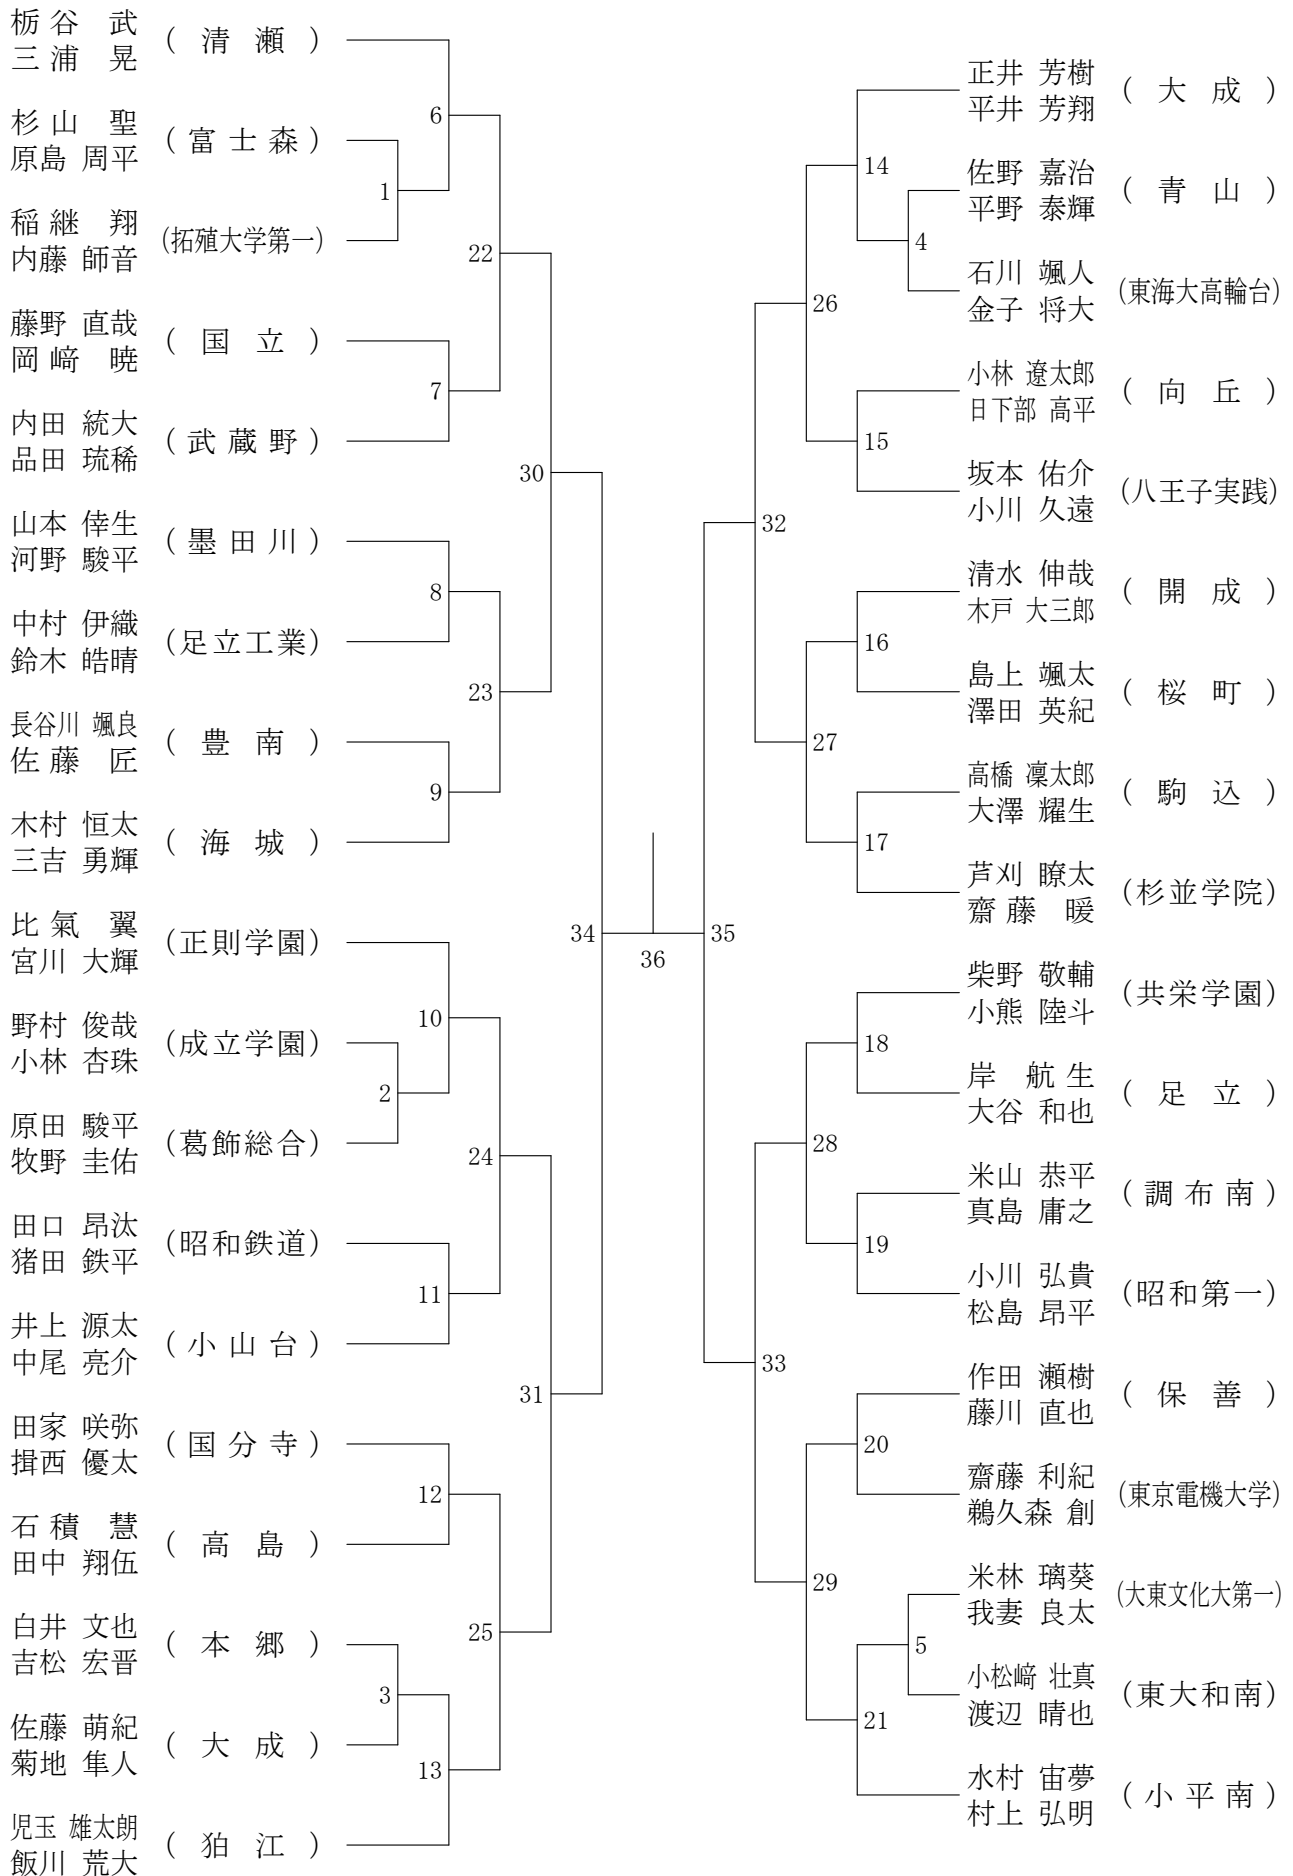 栃谷 武
三浦 晃
(清瀬)
杉山 聖
原島 周平
(富士森)
稲継 翔
内藤 師音
(拓殖大学第一)
藤野 直哉
岡﨑 暁
(国立)
内田 統大
品田 琉稀
(武蔵野)
山本 倖生
河野 駿平
(墨田川)
中村 伊織
鈴木 皓晴
(足立工業)
長谷川 颯良
佐藤 匠
(豊南)
木村 恒太
三吉 勇輝
(海城)
比氣 翼
宮川 大輝
(正則学園)
野村 俊哉
小林 杏珠
(成立学園)
原田 駿平
牧野 圭佑
(葛飾総合)
田口 昂汰
猪田 鉄平
(昭和鉄道)
井上 源太
中尾 亮介
(小山台)
田家 咲弥
揖西 優太
(国分寺)
石積 慧
田中 翔伍
(高島)
白井 文也
吉松 宏晋
(本郷)
佐藤 萌紀
菊地 隼人
(大成)
児玉 雄太朗
飯川 荒大
(狛江)
1
2
3
6
7
8
9
10
11
12
13
22
23
24
25
30
31
34
36
35
32
33
26
27
28
29
14
15
16
17
18
19
20
21
4
5
正井 芳樹
平井 芳翔
(大成)
佐野 嘉治
平野 泰輝
(青山)
石川 颯人
金子 将大
(東海大高輪台)
小林 遼太郎
日下部 高平
(向丘)
坂本 佑介
小川 久遠
(八王子実践)
清水 伸哉
木戸 大三郎
(開成)
島上 颯太
澤田 英紀
(桜町)
高橋 凜太郎
大澤 耀生
(駒込)
芦刈 瞭太
齋藤 暖
(杉並学院)
柴野 敬輔
小熊 陸斗
(共栄学園)
岸 航生
大谷 和也
(足立)
米山 恭平
真島 庸之
(調布南)
小川 弘貴
松島 昂平
(昭和第一)
作田 瀬樹
藤川 直也
(保善)
齋藤 利紀
鵜久森 創
(東京電機大学)
米林 璃葵
我妻 良太
(大東文化大第一)
小松﨑 壮真
渡辺 晴也
(東大和南)
水村 宙夢
村上 弘明
(小平南)